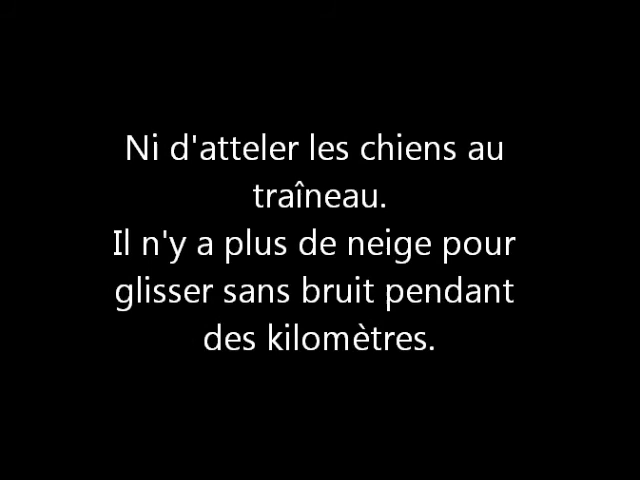 Ni d'atteler les chiens au
traîneau.
Il n'y a plus de neige pour
glisser sans bruit pendant
des kilomètres.